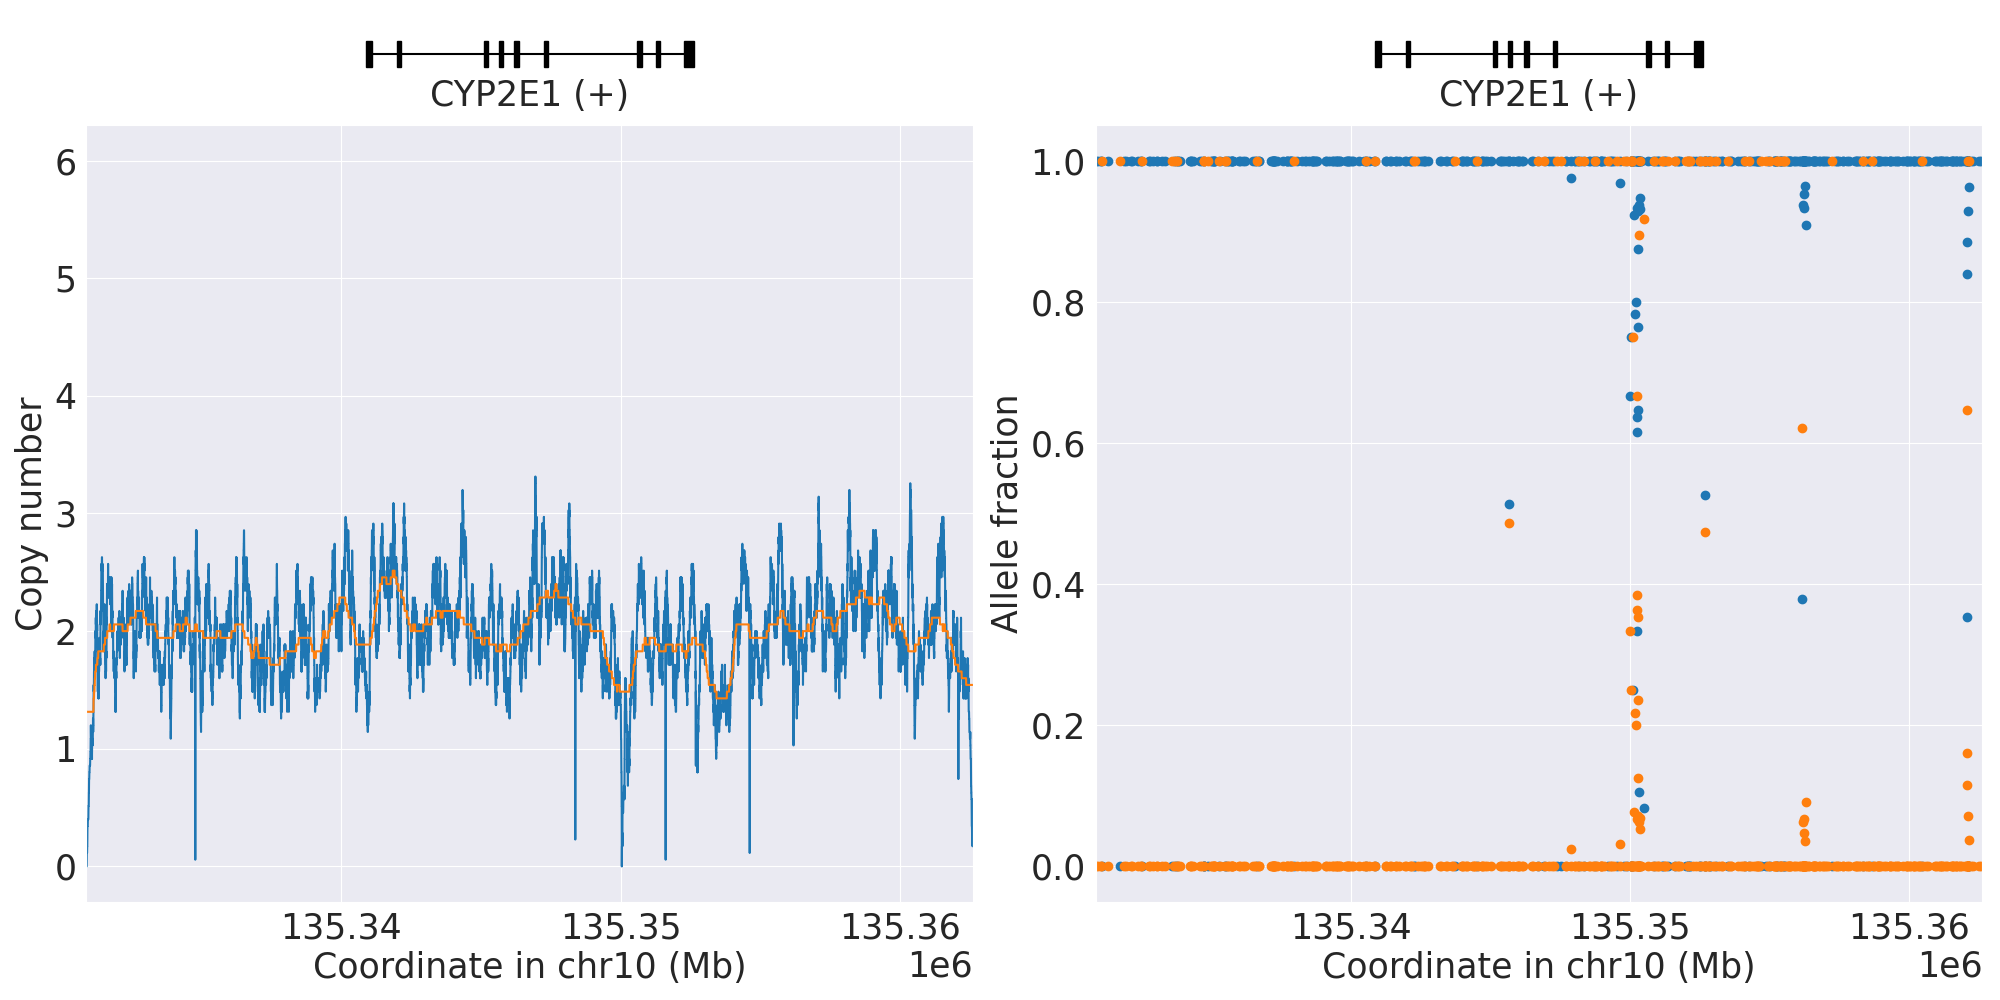 CYP2E1 (+)
6
5
4
3
2
1
0
Copy number
135.34 135.35 135.36
Coordinate in chr10 (Mb)
1e6
CYP2E1 (+)
1.0
0.8
0.6
0.4
0.2
0.0
Allele fraction
135.34 135.35 135.36
Coordinate in chr10 (Mb)
1e6